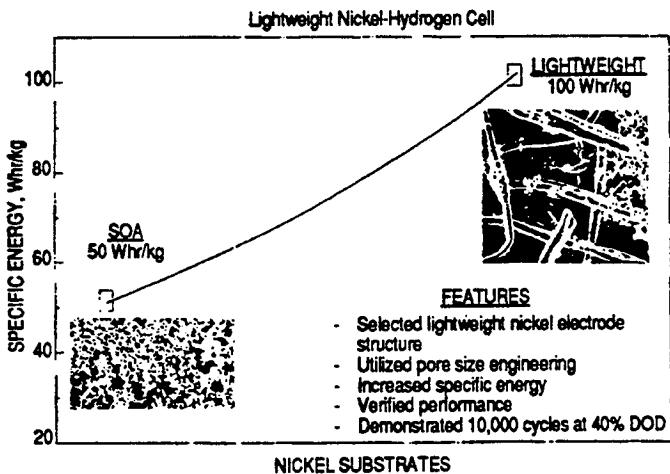 Lightweight Nickel-Hydrogen Cell
SPECIFIC ENERGY, Whr/kg
100
80
60
40
20
LIGHTWEIGHT
100 Whr/kg
SOA
50 Whr/kg
FEATURES
- Selected lightweight nickel electrode
structure
- Utilized pore size engineering
- Increased specific energy
- Verified performance
- Demonstrated 10,000 cycles at 40% DOD
NICKEL SUBSTRATES